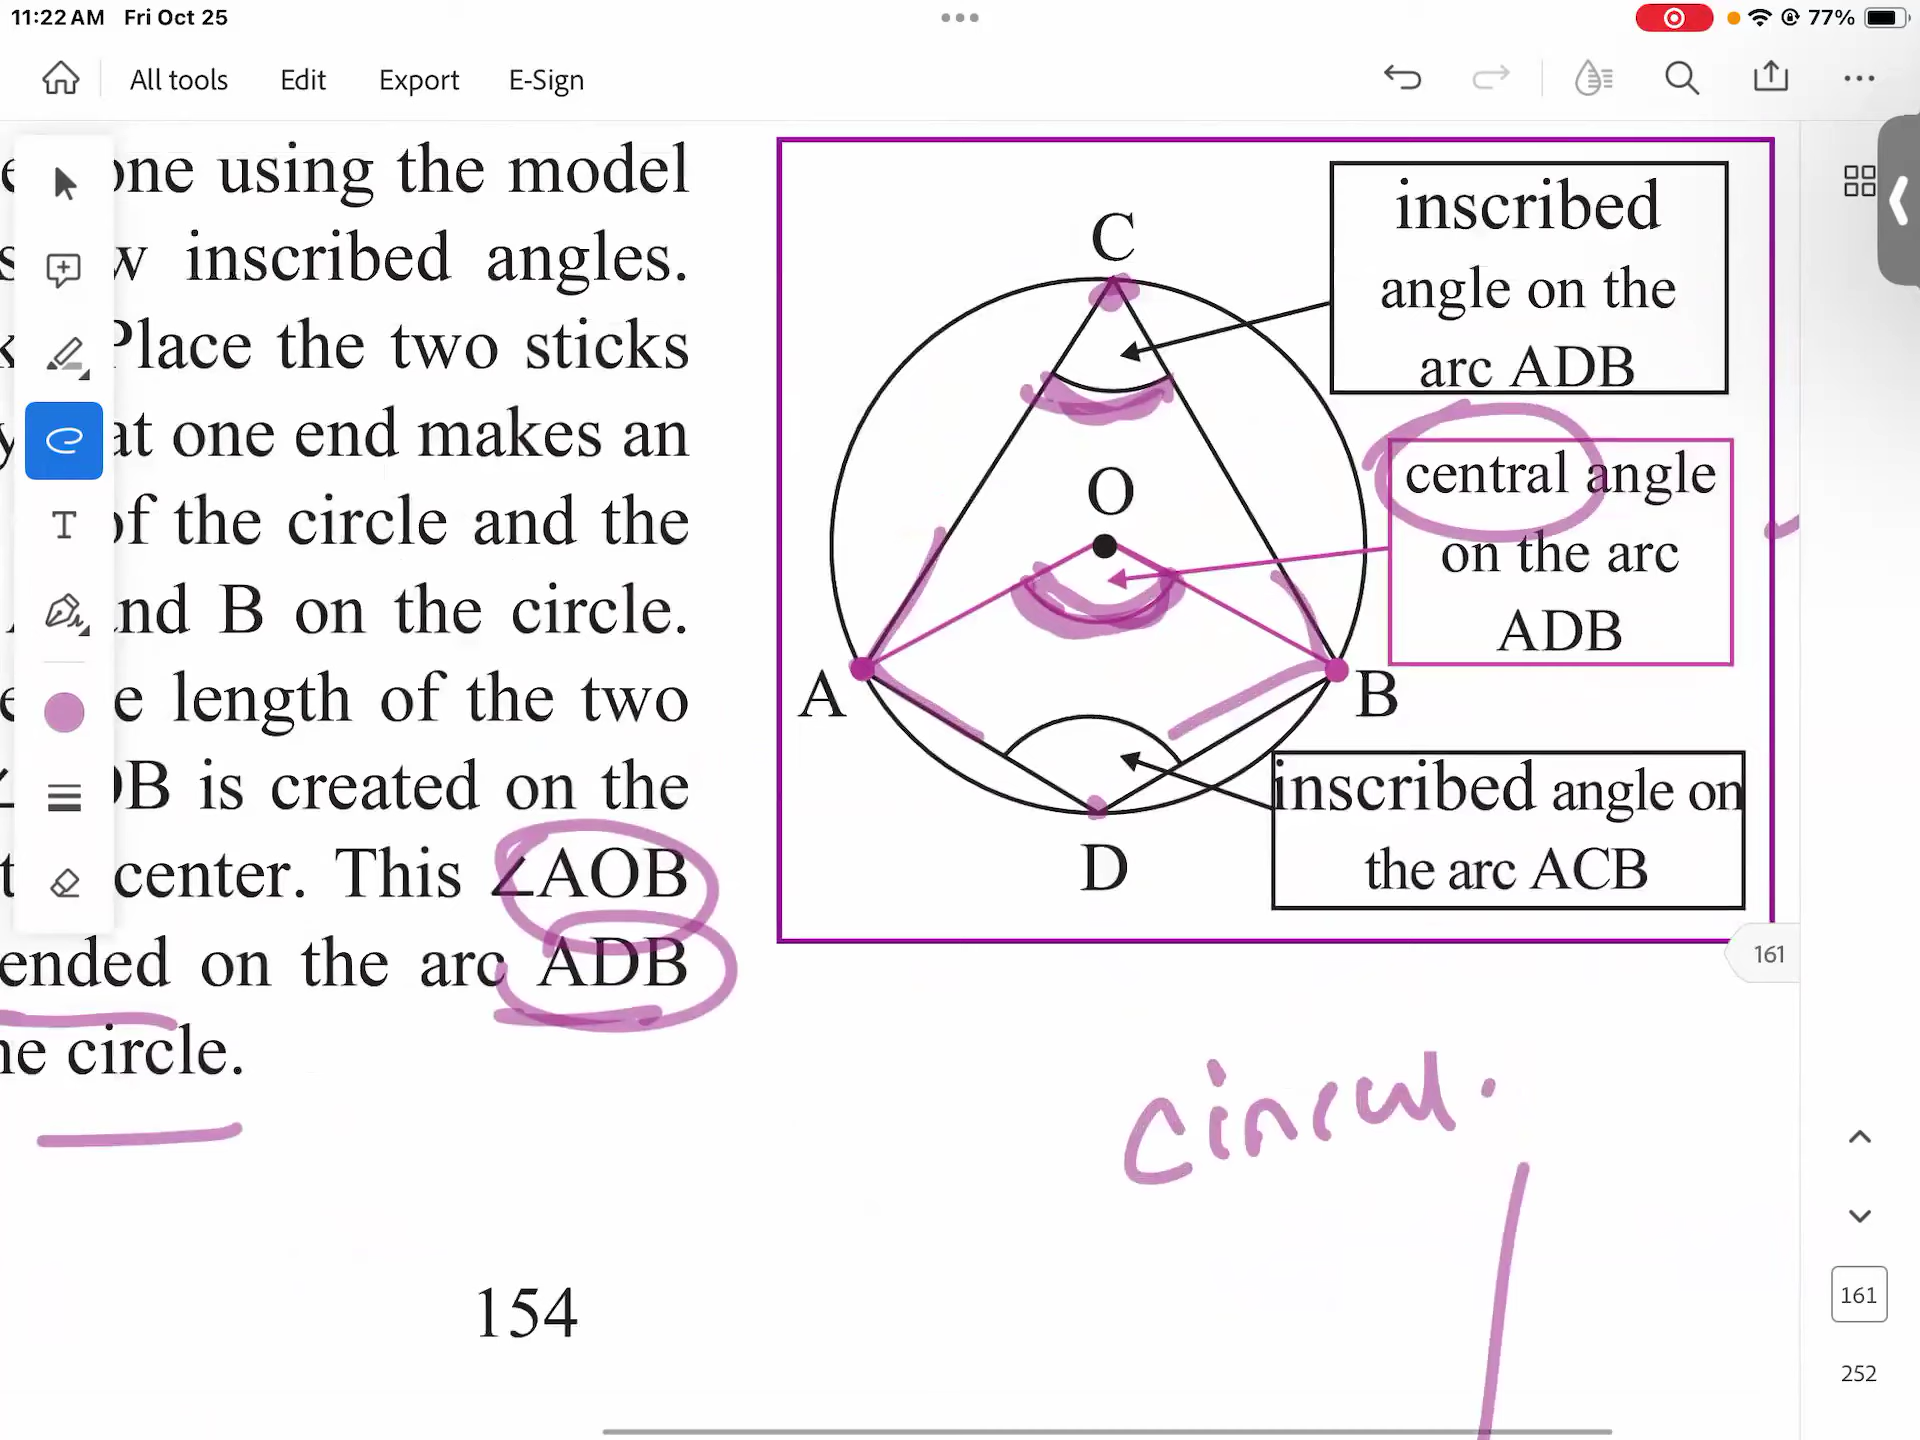 11:22 AM Fri Oct 25
77%
All tools Edit Export E-Sign
one using the model
w inscribed angles.
Place the two sticks
at one end makes an
of the circle and the
nd B on the circle.
e length of the two
OB is created on the
center. This ∠AOB
ended on the arc ADB
circle.
154
C
O
A
B
D
inscribed
angle on the
arc ADB
central angle
on the arc
ADB
inscribed angle on
the arc ACB
161
161
252